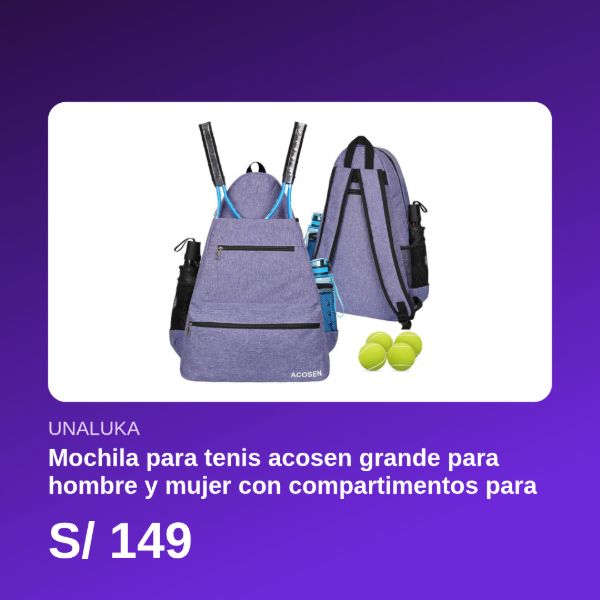 ACOSEN
UNALUKA
Mochila para tenis acosen grande para
hombre y mujer con compartimentos para
S/ 149